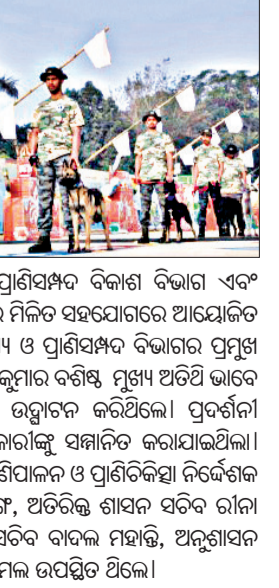 ପ୍ରାଣିସମ୍ପଦ ବିକାଶ ବିଭାଗ ଏବଂ
ମିଳିତ ସହଯୋଗରେ ଆୟୋଜିତ
ଓ ପ୍ରାଣିସମ୍ପଦ ବିଭାଗର ପ୍ରମୁଖ
କୁମାର ବଶିଷ୍ଠ ମୁଖ୍ୟ ଅତିଥି ଭାବେ
ଉଦ୍ଘାଟନ କରିଥିଲେ। ପ୍ରଦର୍ଶନୀ
କାରୀଙ୍କୁ ସମ୍ମାନିତ କରାଯାଇଥିଲା।
ଣିପାଳନ ଓ ପ୍ରାଣିଚିକିତ୍ସା ନିର୍ଦ୍ଦେଶକ
ଅତିରିକ୍ତ ଶାସନ ସଚିବ ରୀନା
ସଚିବ ବାଦଲ ମହାନ୍ତି, ଅନୁଶାସନ
ମଲ ଉପସ୍ଥିତ ଥିଲେ।